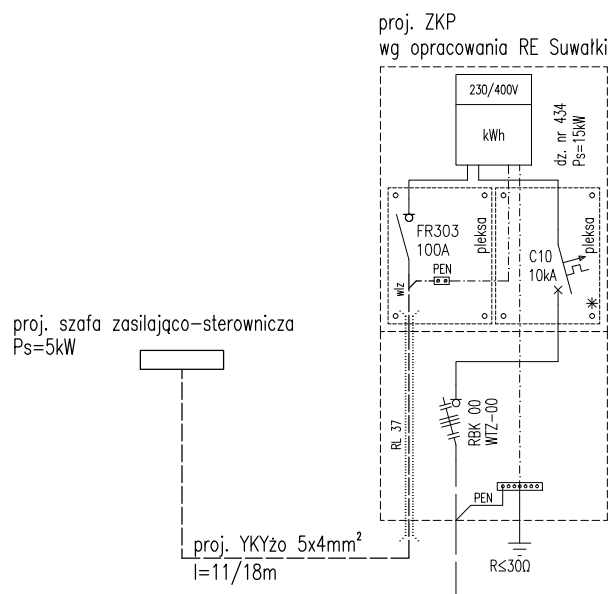 proj. ZKP
wg opracowania RE Suwałki
230/400V
kWh
dz. nr 434
Ps=15kW
FR303
100A
pleksa
pleksa
C10
10kA
PEN
wlz
proj. szafa zasilająco-sterownicza
Ps=5kW
RL 37
RBK 00
WTZ-00
PEN
proj. YKYżo 5x4mm²
l=11/18m
R≤30Ω